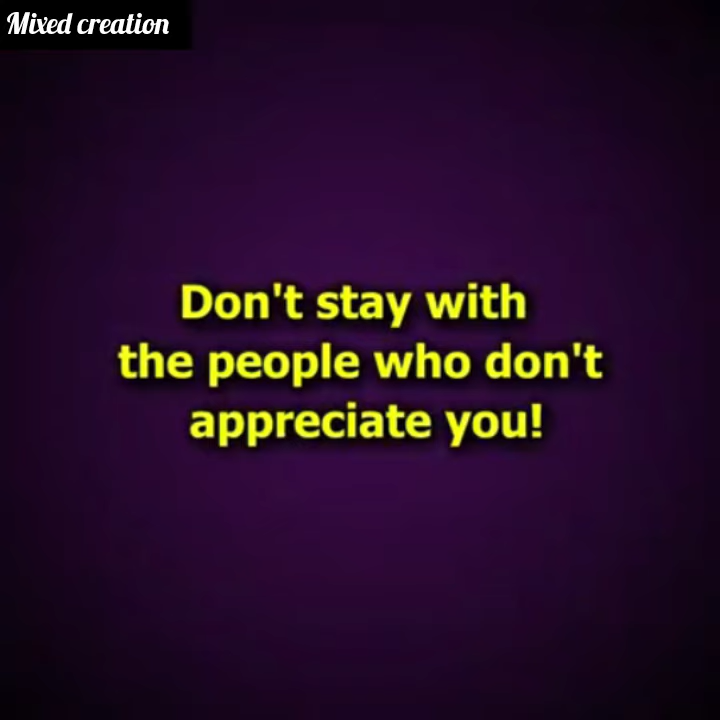 Mixed creation
Don't stay with
the people who don't
appreciate you!